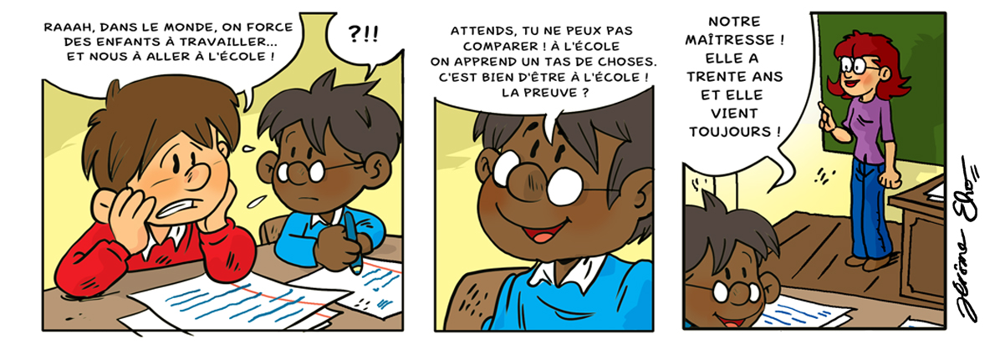 RAAAH, DANS LE MONDE, ON FORCE
DES ENFANTS À TRAVAILLER...
ET NOUS À ALLER À L'ÉCOLE !
?!!
ATTENDS, TU NE PEUX PAS
COMPARER ! À L'ÉCOLE
ON APPREND UN TAS DE CHOSES.
C'EST BIEN D'ÊTRE À L'ÉCOLE !
LA PREUVE ?
NOTRE
MAÎTRESSE !
ELLE A
TRENTE ANS
ET ELLE
VIENT
TOUJOURS !
Jérôme Eho